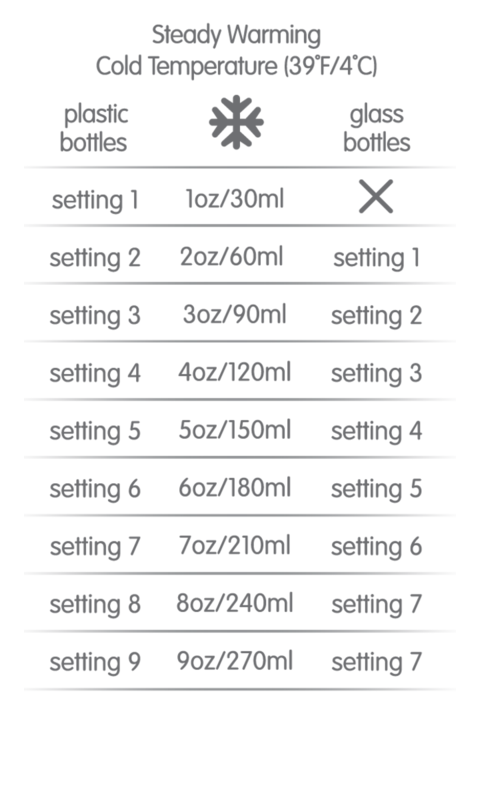 Steady Warming
Cold Temperature (39°F/4°C)
plastic bottles glass bottles
setting 1 1oz/30ml
setting 2 2oz/60ml setting 1
setting 3 3oz/90ml setting 2
setting 4 4oz/120ml setting 3
setting 5 5oz/150ml setting 4
setting 6 6oz/180ml setting 5
setting 7 7oz/210ml setting 6
setting 8 8oz/240ml setting 7
setting 9 9oz/270ml setting 7